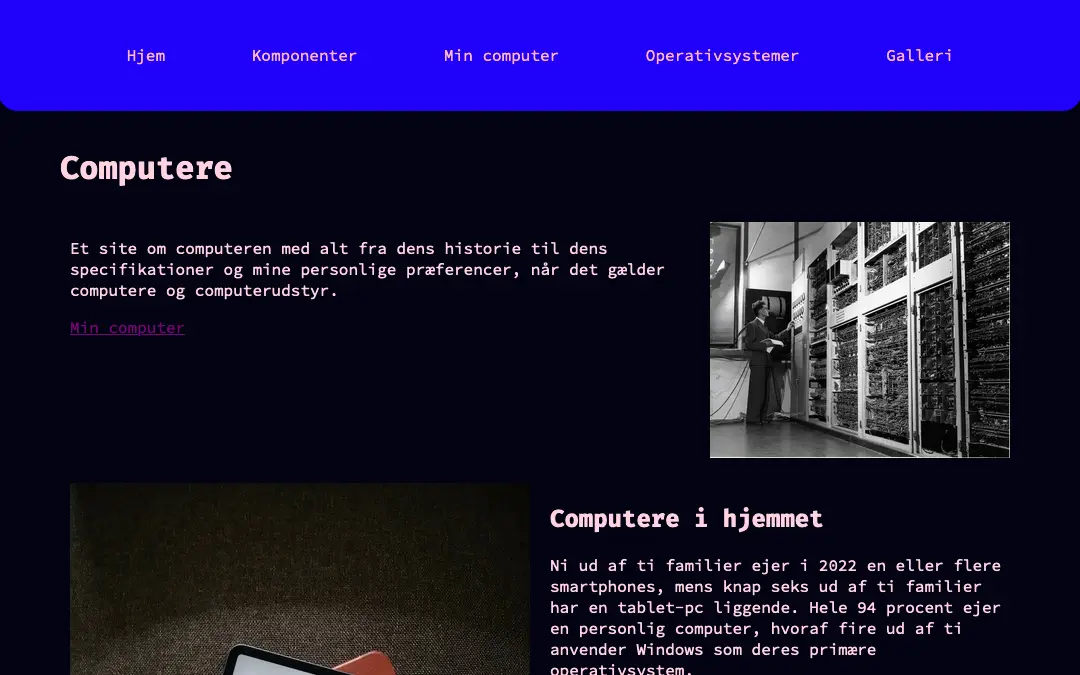 Hjem Komponenter Min computer Operativsystemer Galleri
Computere
Et site om computeren med alt fra dens historie til dens
specifikationer og mine personlige præferencer, når det gælder
computere og computerudstyr.
Min computer
Computere i hjemmet
Ni ud af ti familier ejer i 2022 en eller flere
smartphones, mens knap seks ud af ti familier
har en tablet-pc liggende. Hele 94 procent ejer
en personlig computer, hvoraf fire ud af ti
anvender Windows som deres primære
operativsystem.